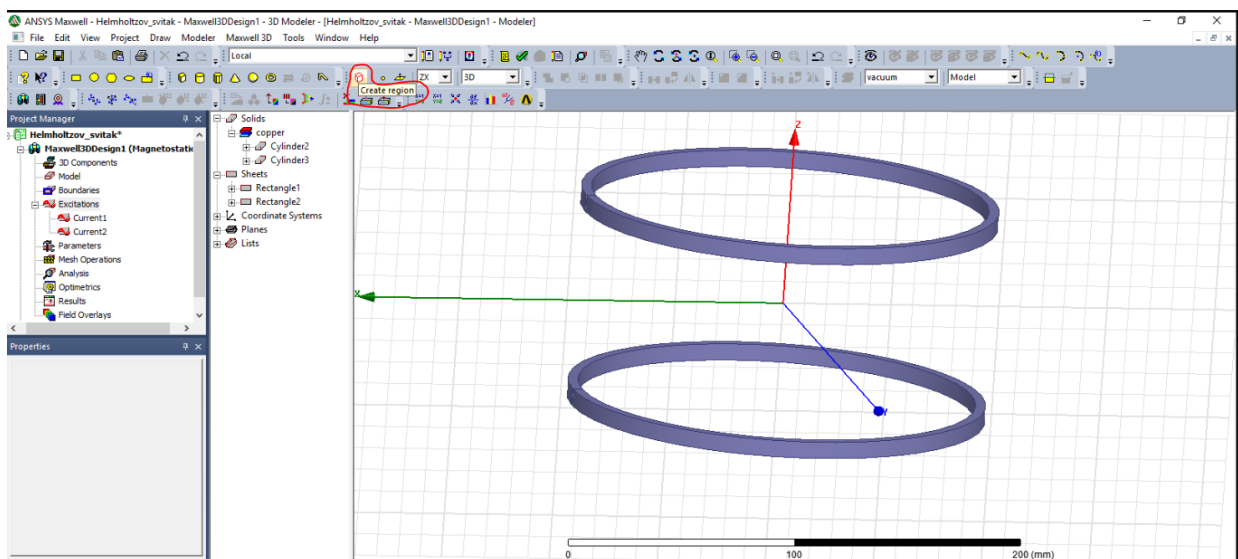 ANSYS Maxwell - Helmholtzov_svitak - Maxwell3DDesign1 - 3D Modeler - [Helmholtzov_svitak - Maxwell3DDesign1 - Modeler]
File Edit View Project Draw Modeler Maxwell 3D Tools Window Help
Local
ZX 3D vacuum Model
Create region
Project Manager
Helmholtzov_svitak*
Maxwell3DDesign1 (Magnetostatic
3D Components
Model
Boundaries
Excitations
Current1
Current2
Parameters
Mesh Operations
Analysis
Optimetrics
Results
Field Overlays
Properties
Solids
copper
Cylinder2
Cylinder3
Sheets
Rectangle1
Rectangle2
Coordinate Systems
Planes
Lists
Z
X
Y
0 100 200 (mm)